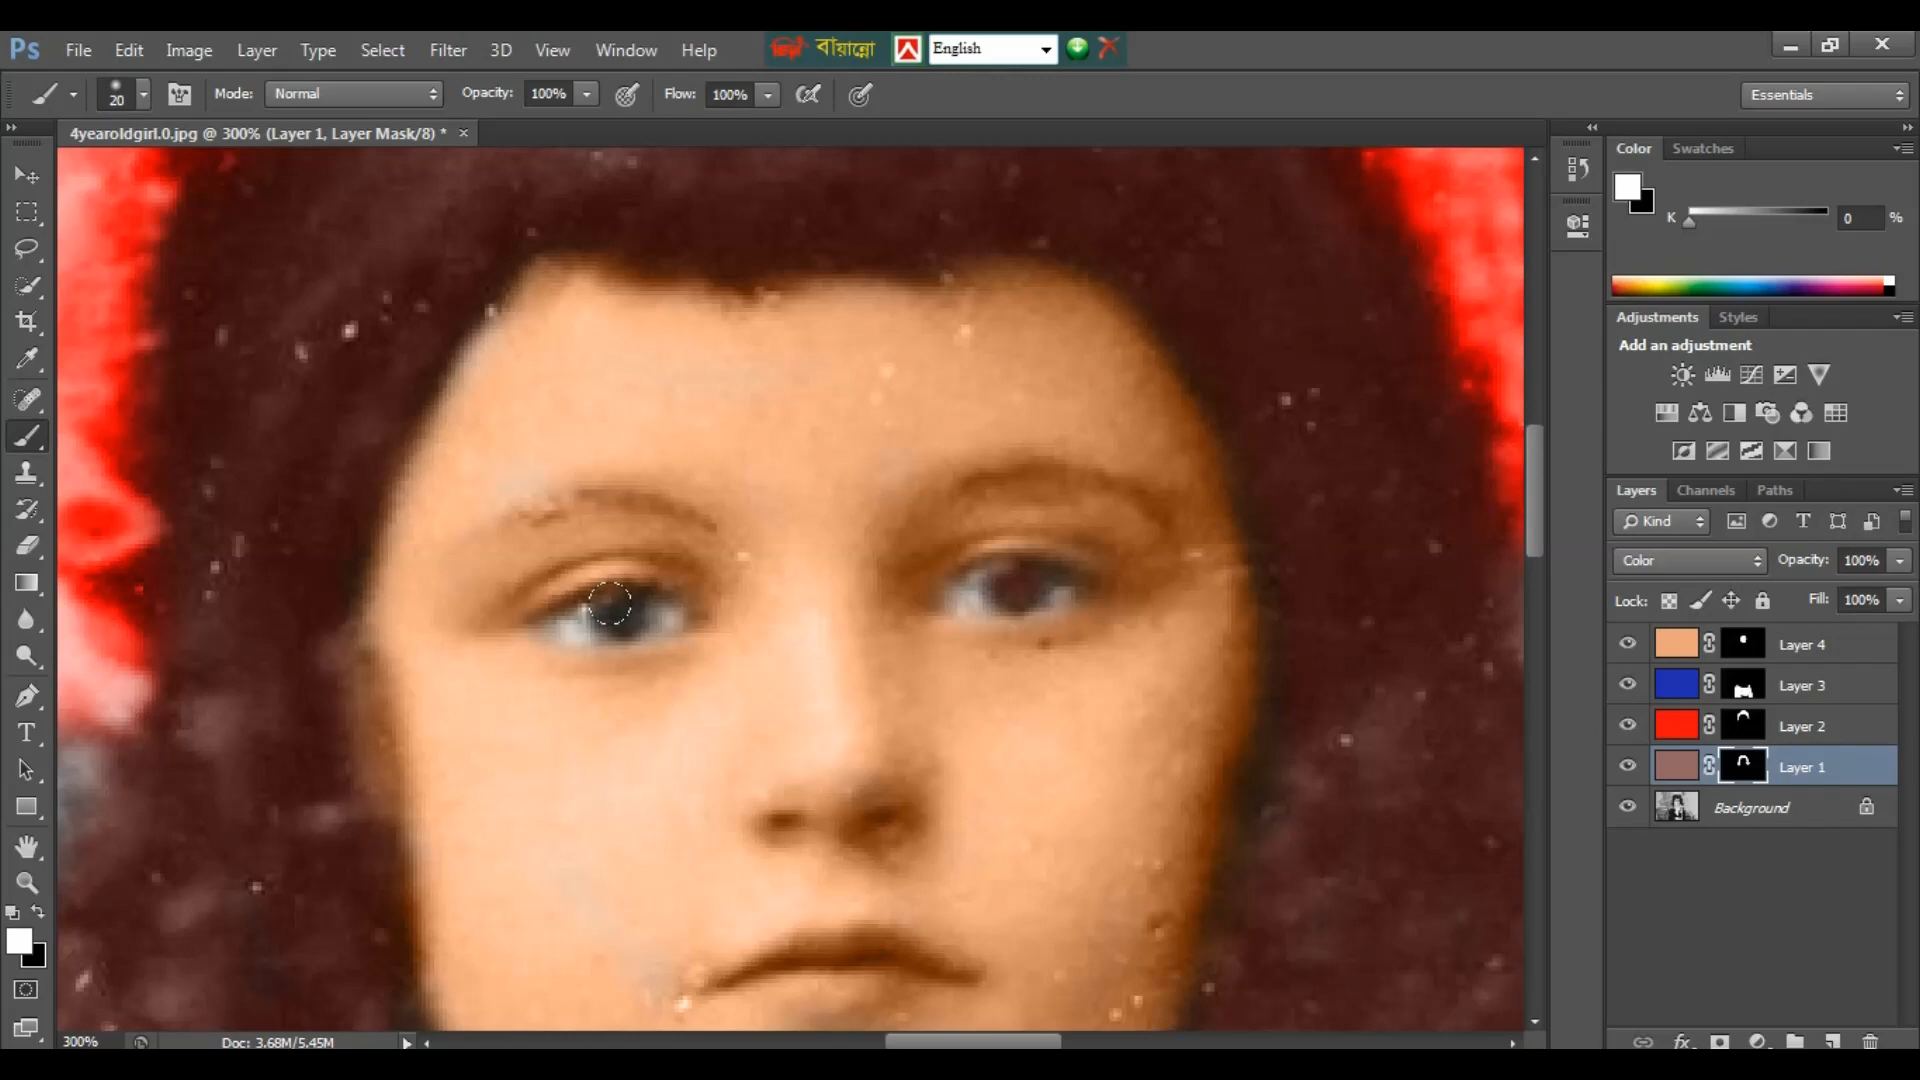 Ps File Edit Image Layer Type Select Filter 3D View Window Help বায়ান্নো English
20 Mode: Normal Opacity: 100% Flow: 100% Essentials
4yearoldgirl.0.jpg @ 300% (Layer 1, Layer Mask/8) *
Color Swatches
K 0 %
Adjustments Styles
Add an adjustment
Layers Channels Paths
Kind
Color Opacity: 100%
Lock: Fill: 100%
Layer 4
Layer 3
Layer 2
Layer 1
Background
300% Doc: 3.68M/5.45M
fx